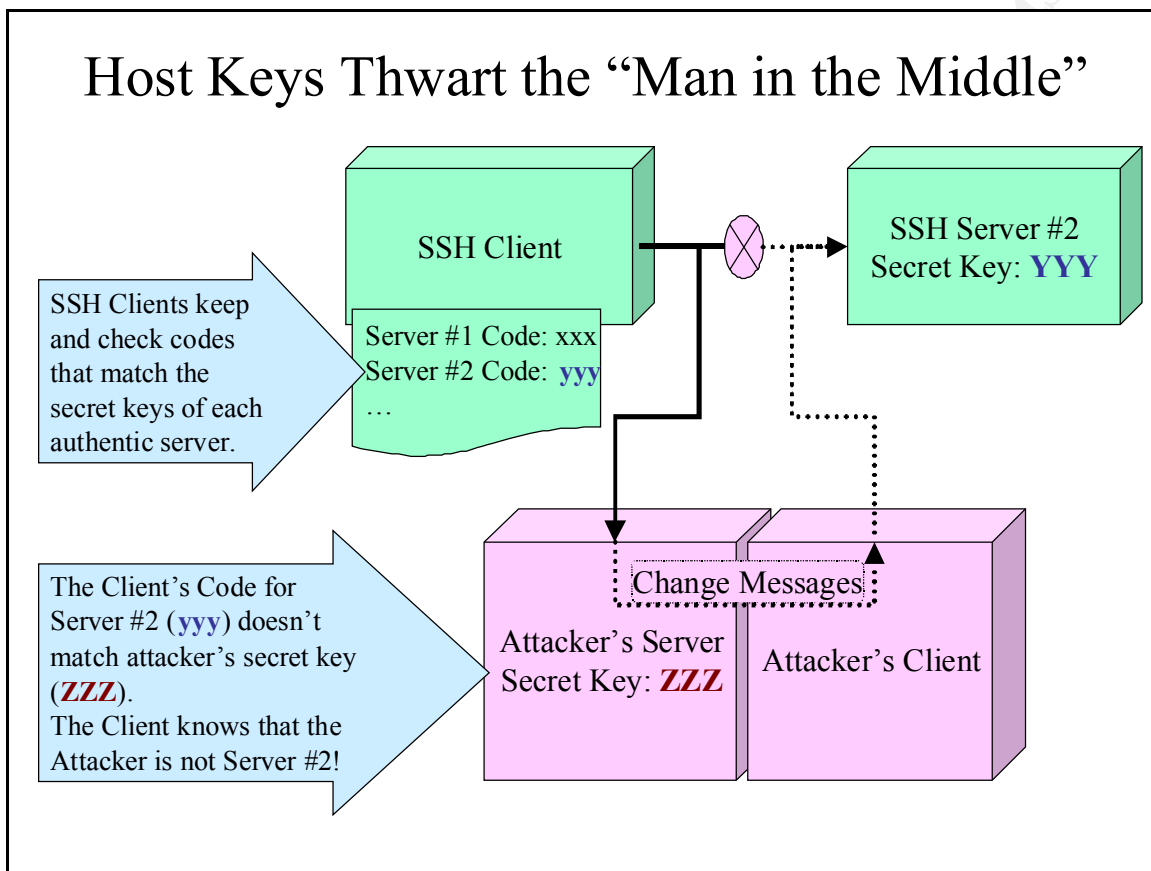 Host Keys Thwart the “Man in the Middle”
SSH Client
SSH Server #2
Secret Key: YYY
SSH Clients keep
and check codes
that match the
secret keys of each
authentic server.
Server #1 Code: xxx
Server #2 Code: yyy
…
The Client’s Code for
Server #2 (yyy) doesn’t
match attacker’s secret key
(ZZZ).
The Client knows that the
Attacker is not Server #2!
Change Messages
Attacker’s Server
Secret Key: ZZZ
Attacker’s Client